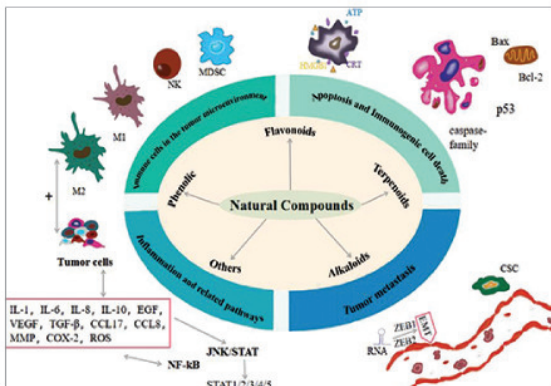 ATP
HMGB1 CRT
Bax
Bcl-2
p53
caspase-
family
NK
MDSC
M1
M2
+
Tumor cells
Immune cells in the tumor microenvironment
Apoptosis and Immunogenic cell death
Inflammation and related pathways
Tumor metastasis
Flavonoids
Phenolic
Terpenoids
Natural Compounds
Others
Alkaloids
IL-1, IL-6, IL-8, IL-10, EGF,
VEGF, TGF-β, CCL17, CCL8,
MMP, COX-2, ROS
NF-kB
JNK/STAT
STAT1/2/3/4/5
CSC
RNA
ZEB1
ZEB2
EMT